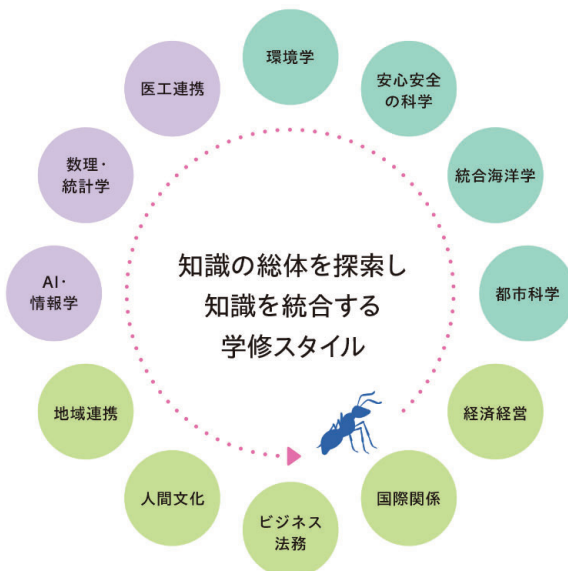 環境学
安心安全
の科学
統合海洋学
都市科学
経済経営
国際関係
ビジネス
法務
人間文化
地域連携
AI・
情報学
数理・
統計学
医工連携
知識の総体を探索し
知識を統合する
学修スタイル